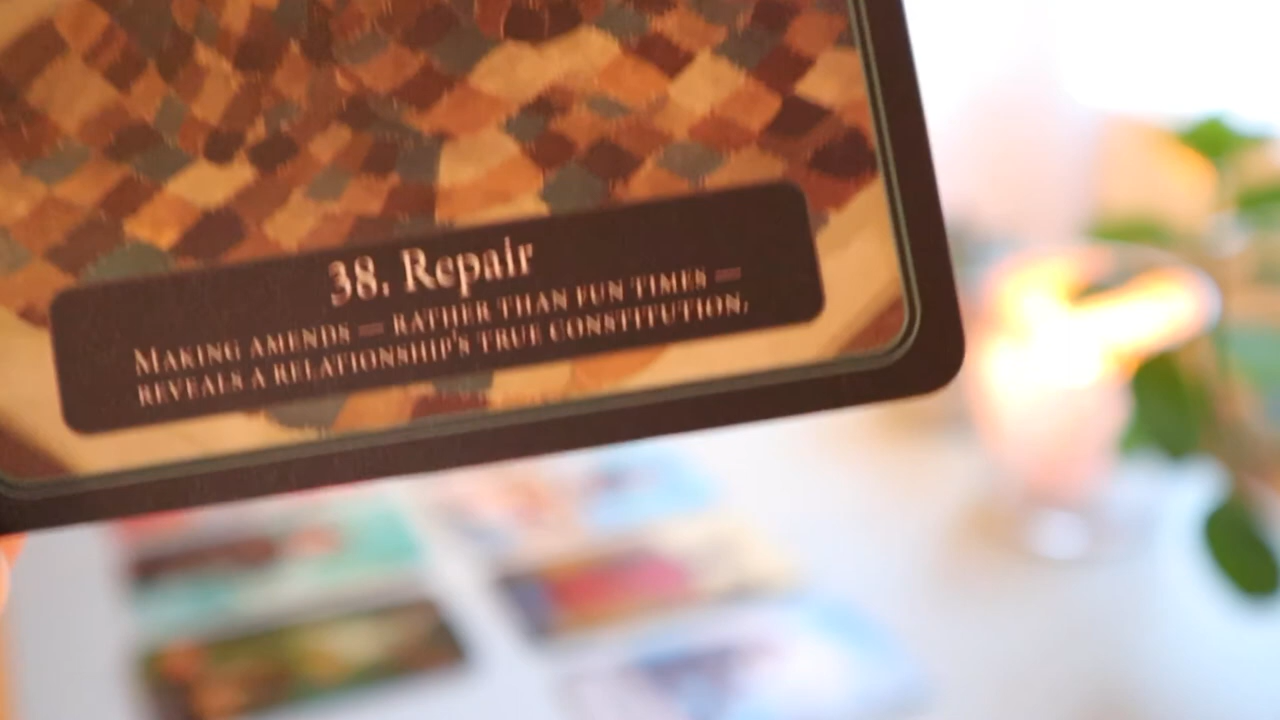 38. Repair
MAKING AMENDS — RATHER THAN FUN TIMES —
REVEALS A RELATIONSHIP'S TRUE CONSTITUTION.